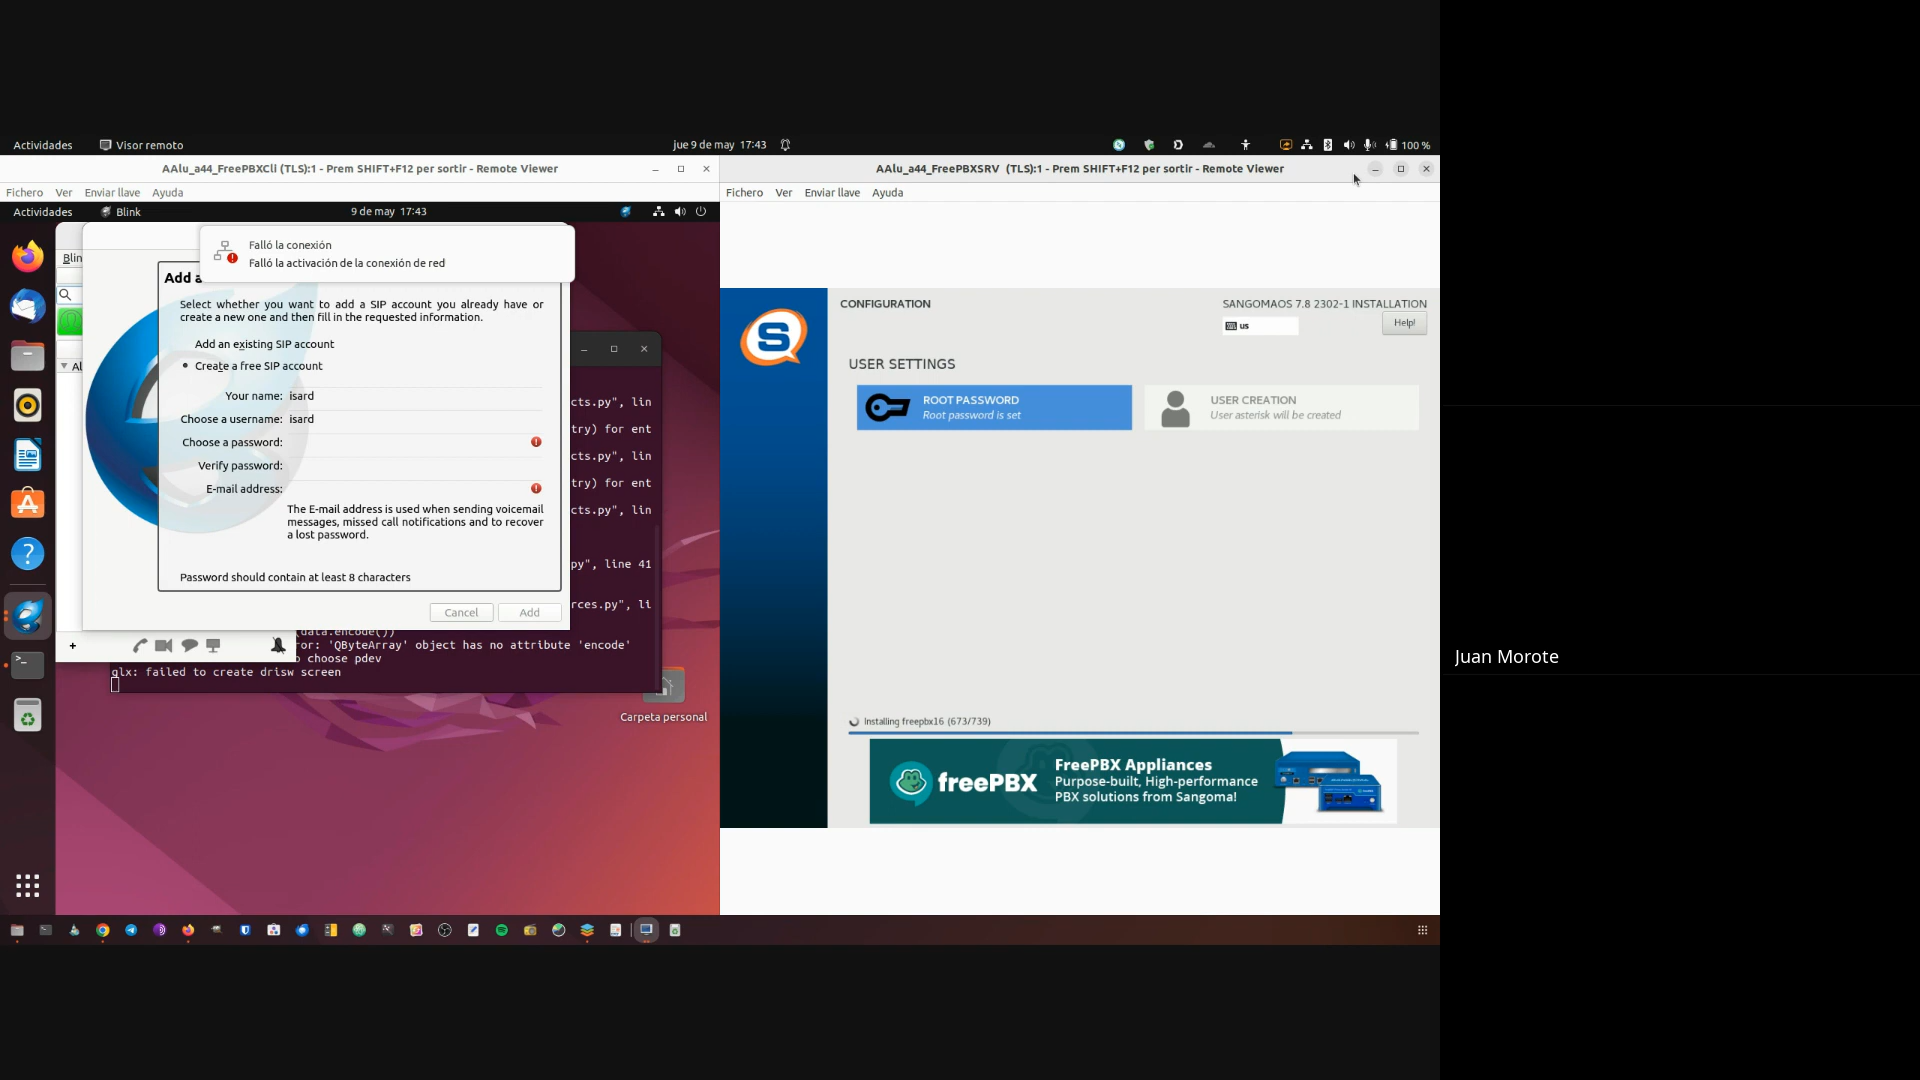 Actividades
Visor remoto
jue 9 de may 17:43
100 %
AAlu_a44_FreePBXCli (TLS):1 - Prem SHIFT+F12 per sortir - Remote Viewer
Fichero Ver Enviar llave Ayuda
Actividades
Blink
9 de may 17:43
Falló la conexión
Falló la activación de la conexión de red
Blin
Add a
Select whether you want to add a SIP account you already have or
create a new one and then fill in the requested information.
Add an existing SIP account
Create a free SIP account
Your name: isard
Choose a username: isard
Choose a password:
Verify password:
E-mail address:
The E-mail address is used when sending voicemail
messages, missed call notifications and to recover
a lost password.
Password should contain at least 8 characters
Cancel
Add
Al
cts.py", lin
try) for ent
cts.py", lin
try) for ent
cts.py", lin
py", line 41
rces.py", li
(data.encode())
ror: 'QByteArray' object has no attribute 'encode'
o choose pdev
glx: failed to create drisw screen
Carpeta personal
AAlu_a44_FreePBXSRV (TLS):1 - Prem SHIFT+F12 per sortir - Remote Viewer
Fichero Ver Enviar llave Ayuda
CONFIGURATION
SANGOMAOS 7.8 2302-1 INSTALLATION
us
Help!
USER SETTINGS
ROOT PASSWORD
Root password is set
USER CREATION
User asterisk will be created
Installing freepbx16 (673/739)
freePBX
FreePBX Appliances
Purpose-built, High-performance
PBX solutions from Sangoma!
Juan Morote